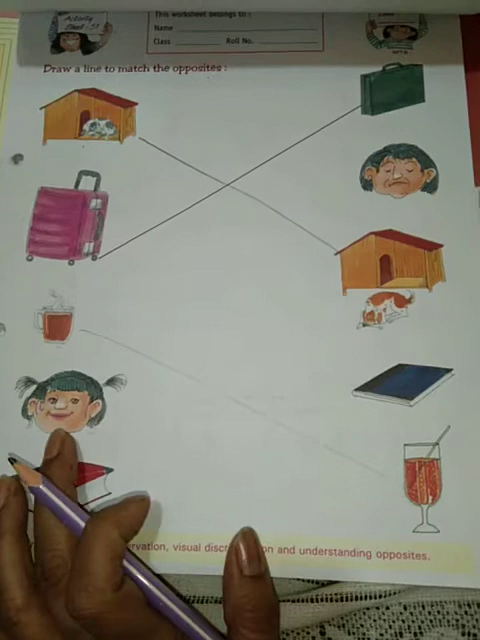 Activity
Sheet - 51
This worksheet belongs to :
Name
Class Roll No.
Draw a line to match the opposites :
and understanding opposites.